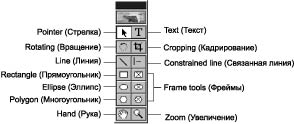 Pointer (Стрелка)
Text (Текст)
Rotating (Вращение)
Cropping (Кадрирование)
Line (Линия)
Constrained line (Связанная линия)
Rectangle (Прямоугольник)
Ellipse (Эллипс)
Frame tools (Фреймы)
Polygon (Многоугольник)
Hand (Рука)
Zoom (Увеличение)